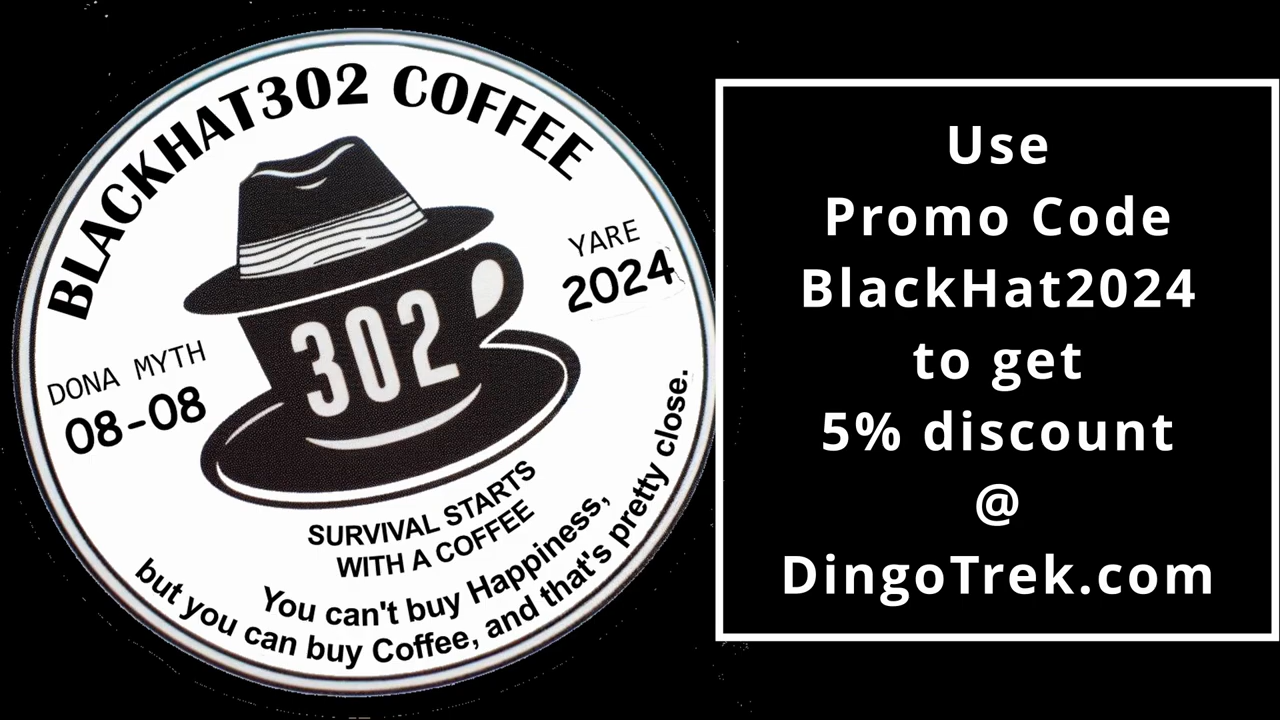 BLACKHAT302 COFFEE
YARE
2024
302
DONA MYTH
08-08
SURVIVAL STARTS
WITH A COFFEE
You can't buy Happiness,
but you can buy Coffee, and that's pretty close.
Use
Promo Code
BlackHat2024
to get
5% discount
@
DingoTrek.com